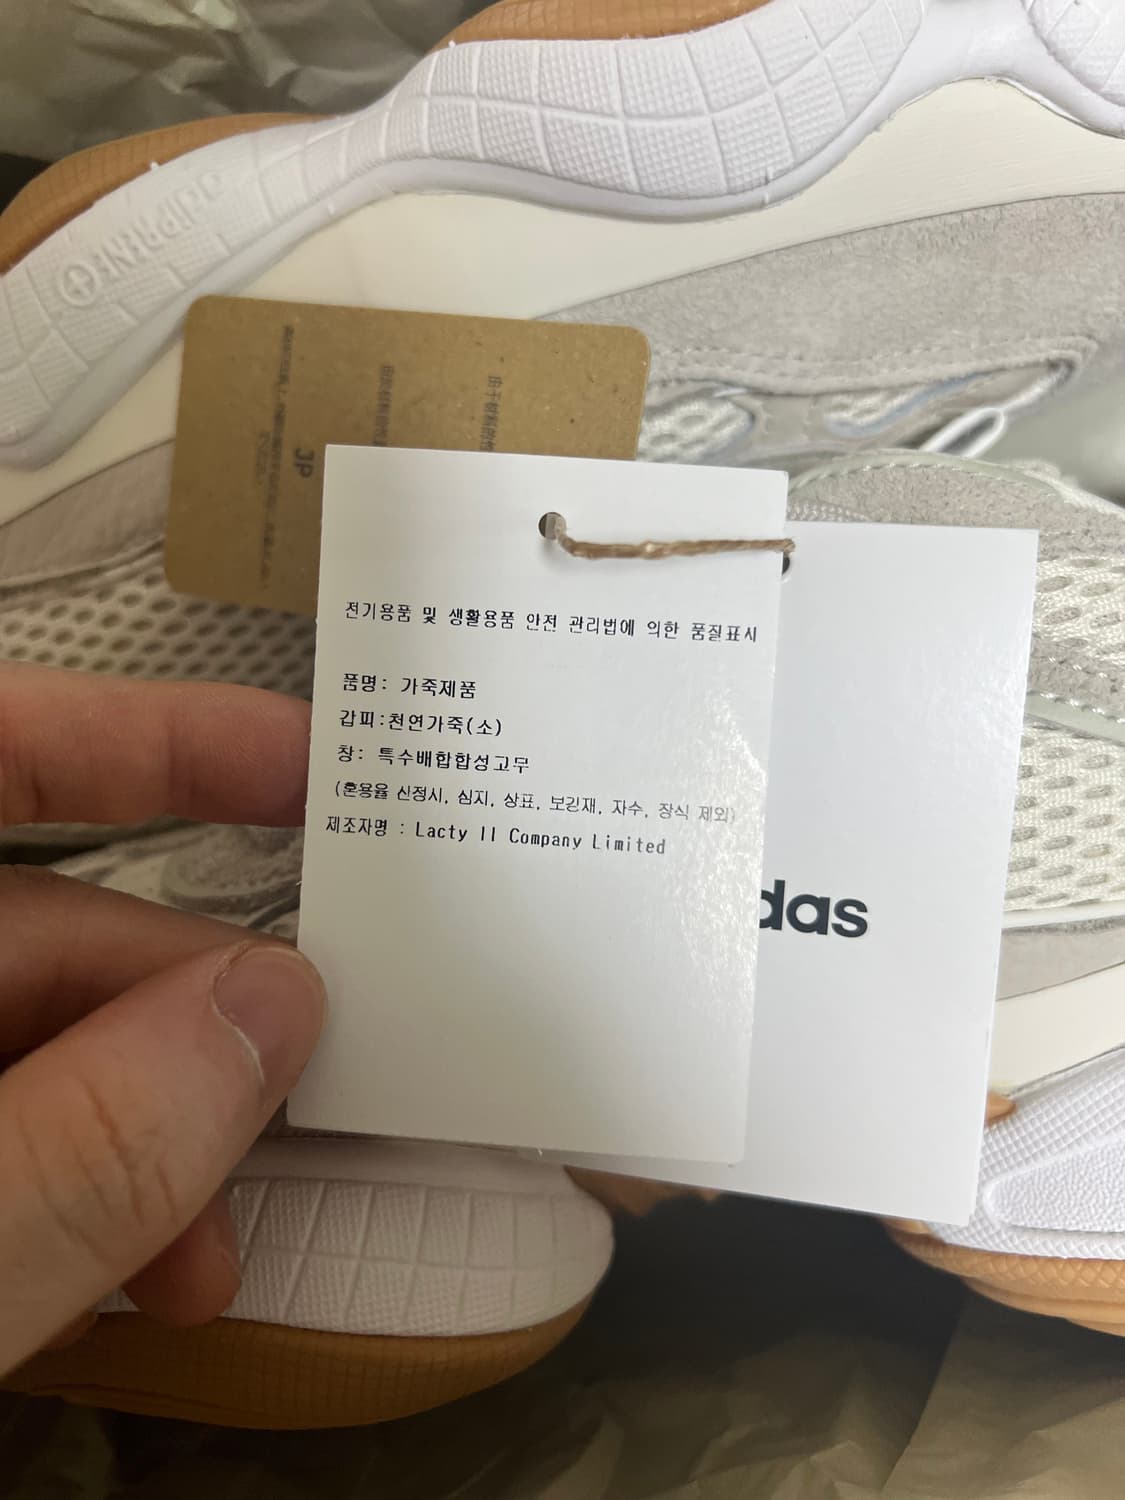 adiPRENE
JP
전기용품 및 생활용품 안전 관리법에 의한 품질표시
품명: 가죽제품
갑피:천연가죽(소)
창: 특수배합합성고무
(혼용율 산정시, 심지, 상표, 보강재, 자수, 장식 제외)
제조자명 : Lacty II Company Limited
das